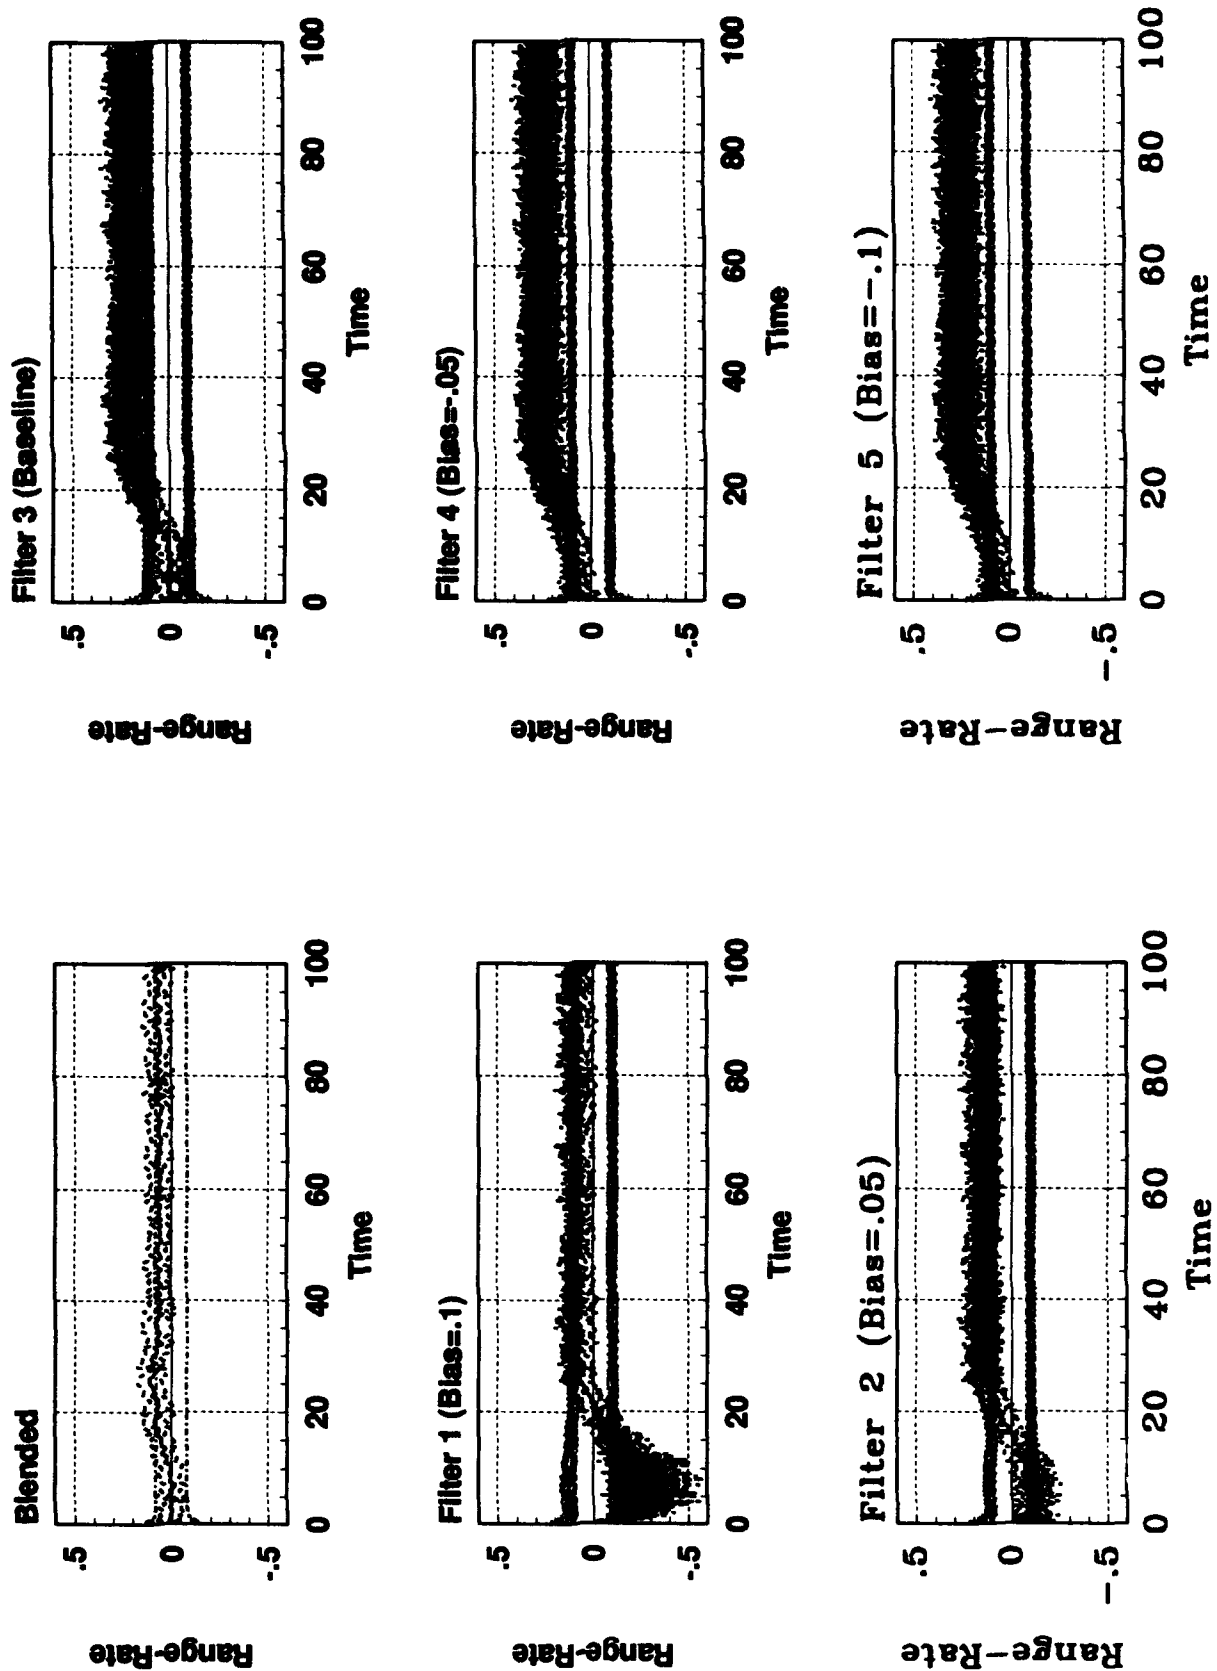 Blended
Range-Rate
.5
0
-.5
0 20 40 60 80 100
Time
Filter 3 (Baseline)
Range-Rate
.5
0
-.5
0 20 40 60 80 100
Time
Filter 1 (Bias=.1)
Range-Rate
.5
0
-.5
0 20 40 60 80 100
Time
Filter 4 (Bias=-.05)
Range-Rate
.5
0
-.5
0 20 40 60 80 100
Time
Filter 2 (Bias=.05)
Range-Rate
.5
0
-.5
0 20 40 60 80 100
Time
Filter 5 (Bias=-.1)
Range-Rate
.5
0
-.5
0 20 40 60 80 100
Time